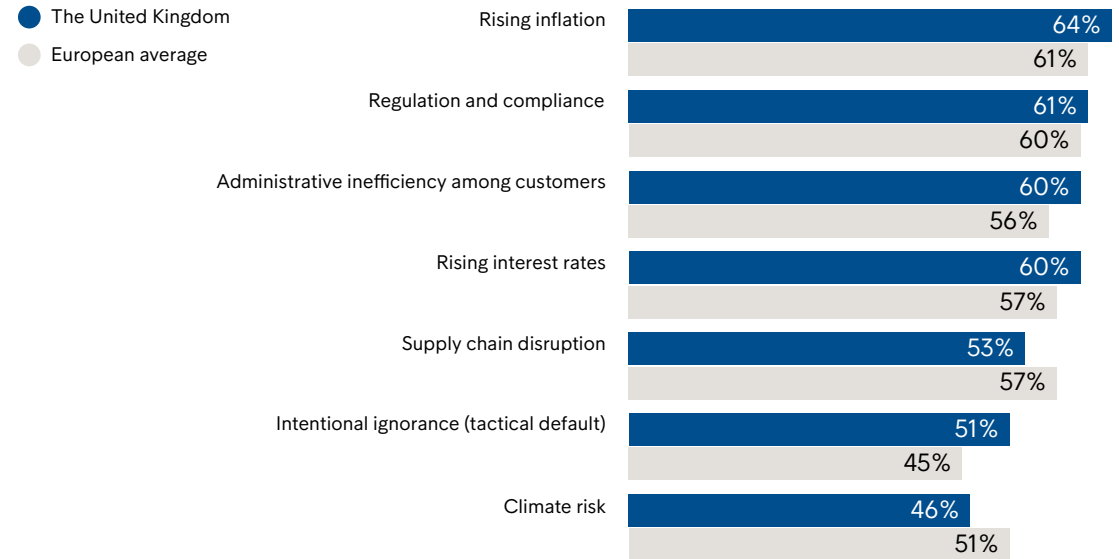 The United Kingdom
European average
Rising inflation
64%
61%
Regulation and compliance
61%
60%
Administrative inefficiency among customers
60%
56%
Rising interest rates
60%
57%
Supply chain disruption
53%
57%
Intentional ignorance (tactical default)
51%
45%
Climate risk
46%
51%